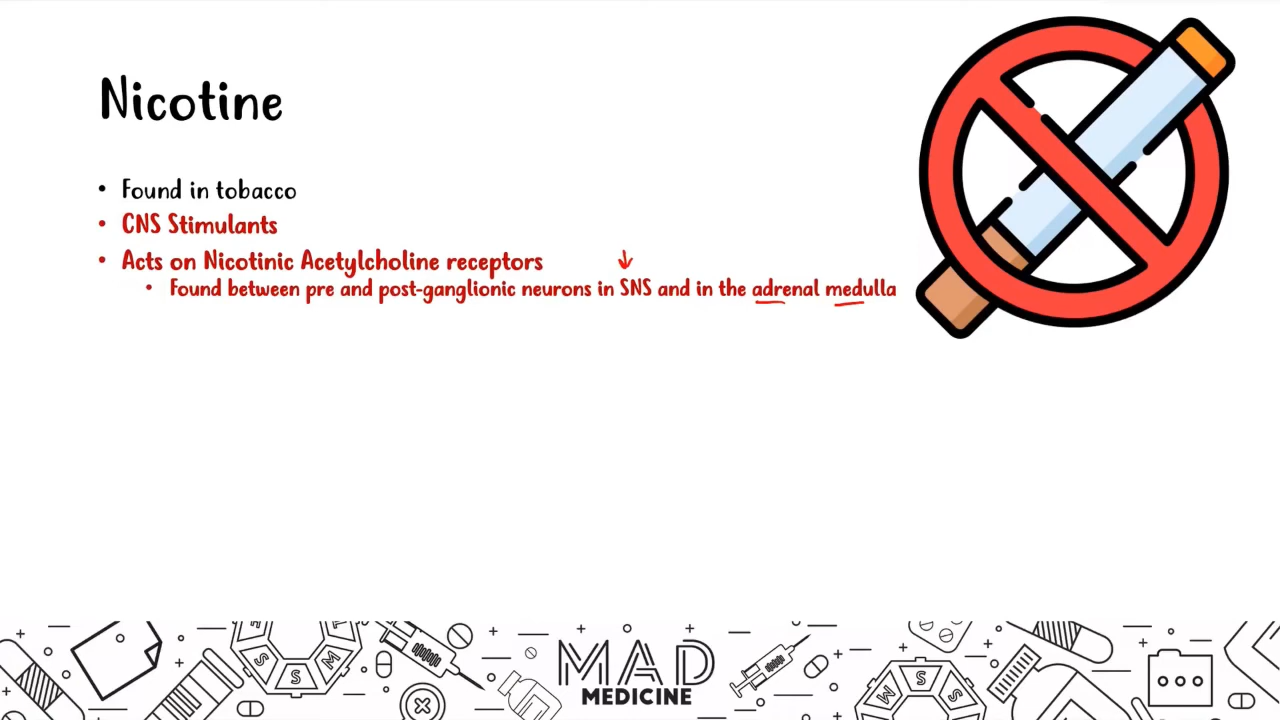 Nicotine
• Found in tobacco
• CNS Stimulants
• Acts on Nicotinic Acetylcholine receptors
• Found between pre and post-ganglionic neurons in SNS and in the adrenal medulla
S
S
M
MAD
MEDICINE
M
S
S